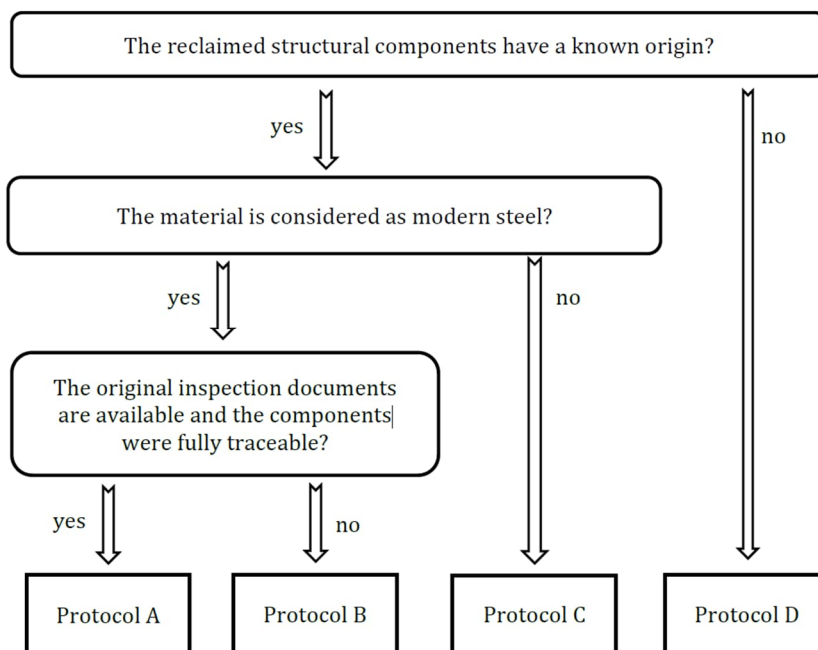 The reclaimed structural components have a known origin?
yes
no
The material is considered as modern steel?
yes
no
The original inspection documents
are available and the components
were fully traceable?
yes
no
Protocol A
Protocol B
Protocol C
Protocol D